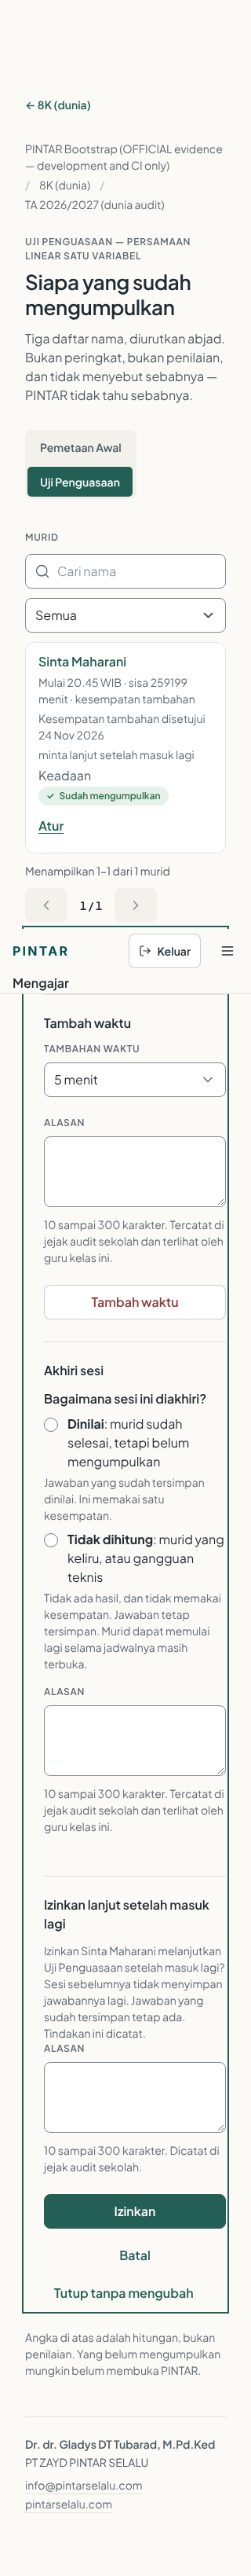 ← 8K (dunia)
PINTAR Bootstrap (OFFICIAL evidence
— development and CI only)
/ 8K (dunia) /
TA 2026/2027 (dunia audit)
UJI PENGUASAAN — PERSAMAAN
LINEAR SATU VARIABEL
Siapa yang sudah
mengumpulkan
Tiga daftar nama, diurutkan abjad.
Bukan peringkat, bukan penilaian,
dan tidak menyebut sebabnya —
PINTAR tidak tahu sebabnya.
Pemetaan Awal
Uji Penguasaan
MURID
Cari nama
Semua
Sinta Maharani
Mulai 20.45 WIB · sisa 259199
menit · kesempatan tambahan
Kesempatan tambahan disetujui
24 Nov 2026
minta lanjut setelah masuk lagi
Keadaan
Sudah mengumpulkan
Atur
Menampilkan 1–1 dari 1 murid
1/1
PINTAR
Keluar
Mengajar
Tambah waktu
TAMBAHAN WAKTU
5 menit
ALASAN
10 sampai 300 karakter. Tercatat di
jejak audit sekolah dan terlihat oleh
guru kelas ini.
Tambah waktu
Akhiri sesi
Bagaimana sesi ini diakhiri?
Dinilai: murid sudah
selesai, tetapi belum
mengumpulkan
Jawaban yang sudah tersimpan
dinilai. Ini memakai satu
kesempatan.
Tidak dihitung: murid yang
keliru, atau gangguan
teknis
Tidak ada hasil, dan tidak memakai
kesempatan. Jawaban tetap
tersimpan. Murid dapat memulai
lagi selama jadwalnya masih
terbuka.
ALASAN
10 sampai 300 karakter. Tercatat di
jejak audit sekolah dan terlihat oleh
guru kelas ini.
Izinkan lanjut setelah masuk
lagi
Izinkan Sinta Maharani melanjutkan
Uji Penguasaan setelah masuk lagi?
Sesi sebelumnya tidak menyimpan
jawabannya lagi. Jawaban yang
sudah tersimpan tetap ada.
Tindakan ini dicatat.
ALASAN
10 sampai 300 karakter. Dicatat di
jejak audit sekolah.
Izinkan
Batal
Tutup tanpa mengubah
Angka di atas adalah hitungan, bukan
penilaian. Yang belum mengumpulkan
mungkin belum membuka PINTAR.
Dr. dr. Gladys DT Tubarad, M.Pd.Ked
PT ZAYD PINTAR SELALU
info@pintarselalu.com
pintarselalu.com